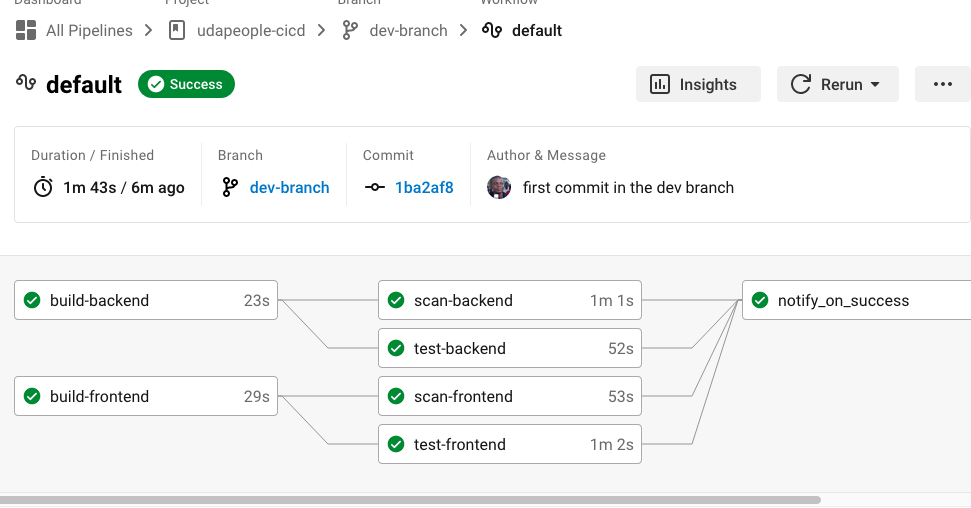 Dashboard Project Branch Workflow
All Pipelines udapeople-cicd dev-branch default
default Success Insights Rerun ...
Duration / Finished Branch Commit Author & Message
1m 43s / 6m ago dev-branch 1ba2af8 first commit in the dev branch
build-backend 23s scan-backend 1m 1s notify_on_success
test-backend 52s
build-frontend 29s scan-frontend 53s
test-frontend 1m 2s